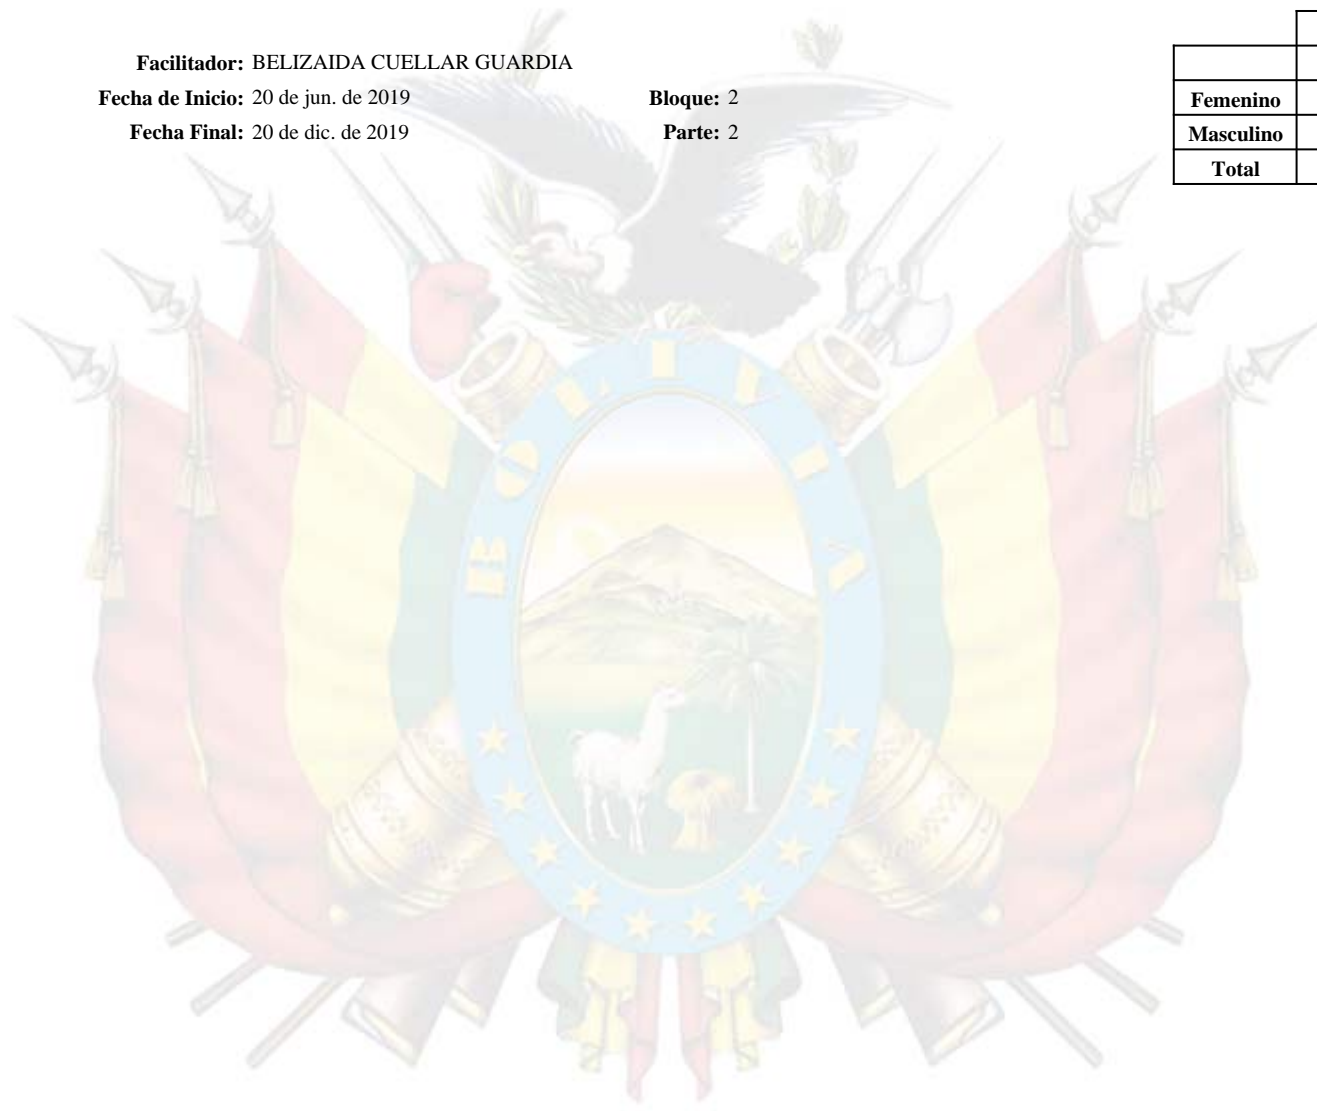 Facilitador: BELIZAIDA CUELLAR GUARDIA
Fecha de Inicio: 20 de jun. de 2019 Bloque: 2
Fecha Final: 20 de dic. de 2019 Parte: 2
Femenino
Masculino
Total
BOLIVIA